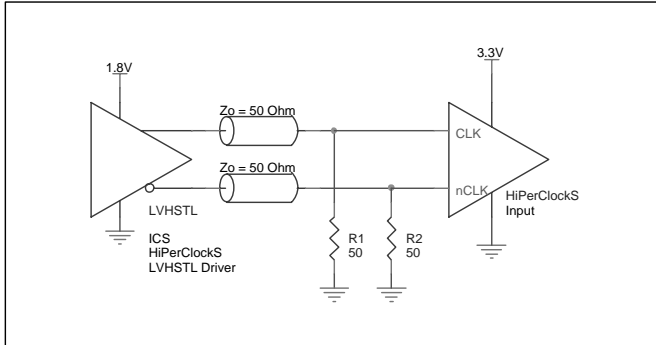 1.8V
3.3V
Zo = 50 Ohm
CLK
Zo = 50 Ohm
nCLK
HiPerClockS
Input
LVHSTL
ICS
HiPerClockS
LVHSTL Driver
R1
50
R2
50